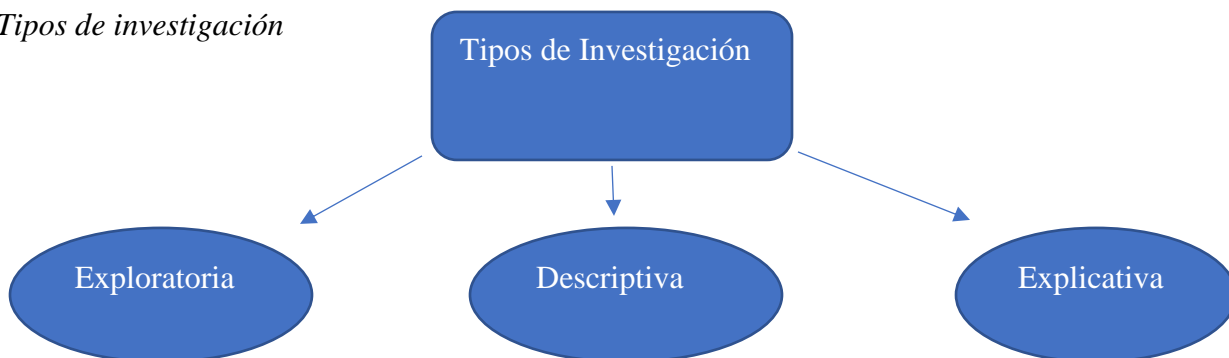 Tipos de investigación
Tipos de Investigación
Exploratoria
Descriptiva
Explicativa